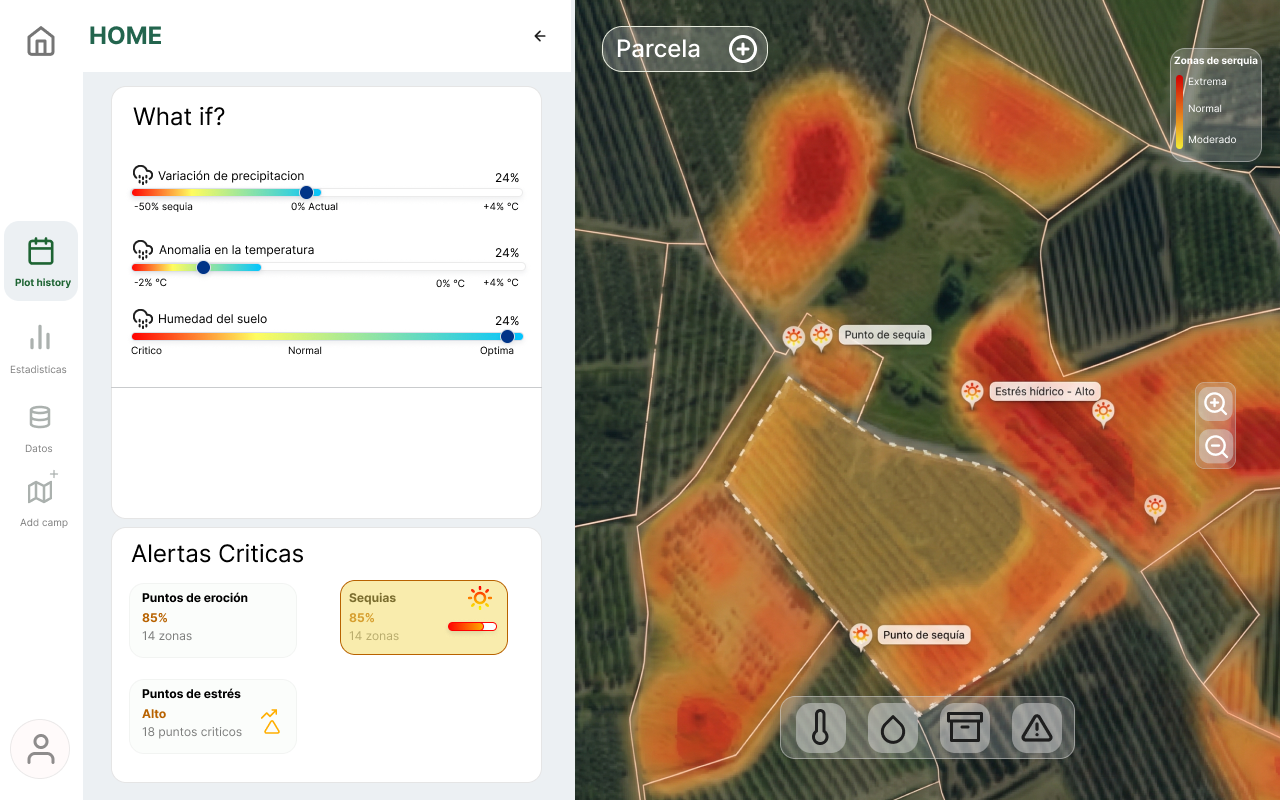 HOME
Plot history
Estadisticas
Datos
Add camp
What if?
Variación de precipitacion
24%
-50% sequia
0% Actual
+4% °C
Anomalia en la temperatura
24%
-2% °C
0% °C
+4% °C
Humedad del suelo
24%
Critico
Normal
Optima
Alertas Criticas
Puntos de eroción
85%
14 zonas
Sequias
85%
14 zonas
Puntos de estrés
Alto
18 puntos criticos
Parcela
Zonas de serquia
Extrema
Normal
Moderado
Punto de sequía
Estrés hídrico - Alto
Punto de sequía